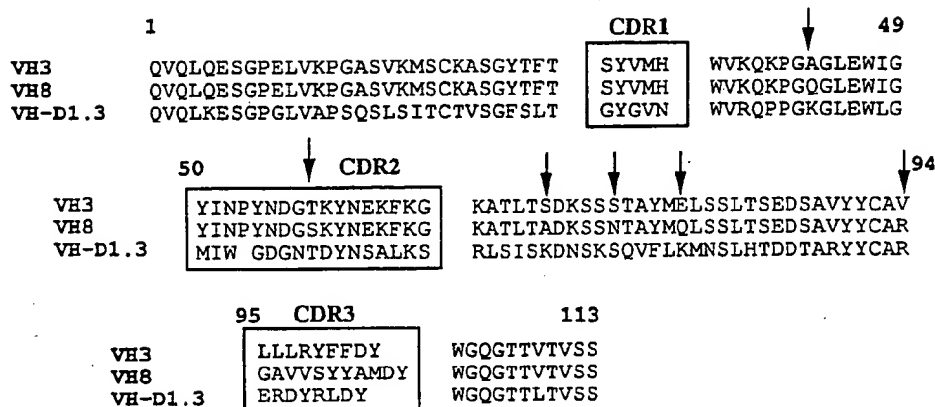 1 CDR1 49
VH3 QVQLQESGPELVKPGASVKMSCKASGYTFT SYVMH WVKQKPGAGLEWIG
VH8 QVQLQESGPELVKPGASVKMSCKASGYTFT SYVMH WVKQKPGQGLEWIG
VH-D1.3 QVQLKESGPGLVAPSQSLSITCTVSGFSLT GYGVN WVRQPPGKGLEWLG
50 CDR2 94
VH3 YINPYNDGTKYNEKFKG KATLTSDKSSSTAYMELSSLTSEDSAVYYCAV
VH8 YINPYNDGSKYNEKFKG KATLTADKSSNTAYMQLSSLTSEDSAVYYCAR
VH-D1.3 MIW GDGNTDYNSALKS RLSISKDNSKSQVFLKMNSLHTDDTARYYCAR
95 CDR3 113
VH3 LLLRYFFDY WGQGTTVTVSS
VH8 GAVVSYYAMDY WGQGTTVTVSS
VH-D1.3 ERDYRLDY WGQGTTLTVSS